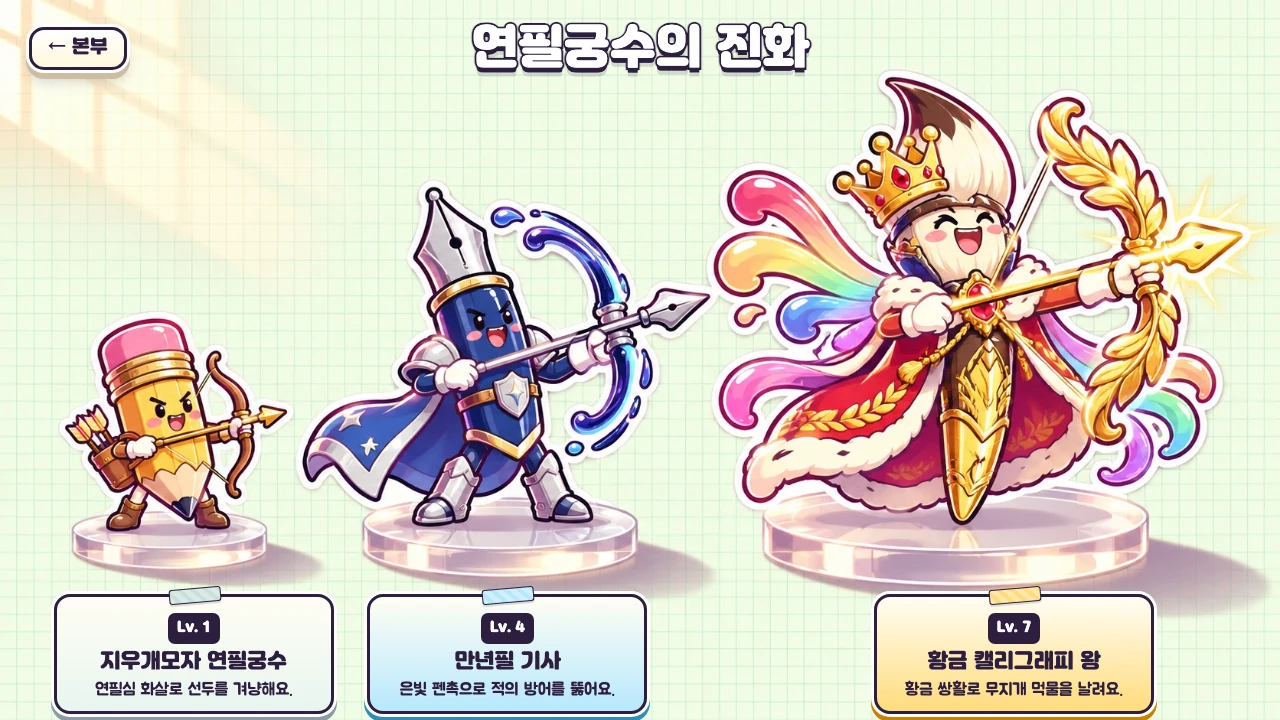 ← 본부
연필궁수의 진화
Lv. 1
지우개모자 연필궁수
연필심 화살로 선두를 겨냥해요.
Lv. 4
만년필 기사
은빛 펜촉으로 적의 방어를 뚫어요.
Lv. 7
황금 캘리그래피 왕
황금 쌍활로 무지개 먹물을 날려요.